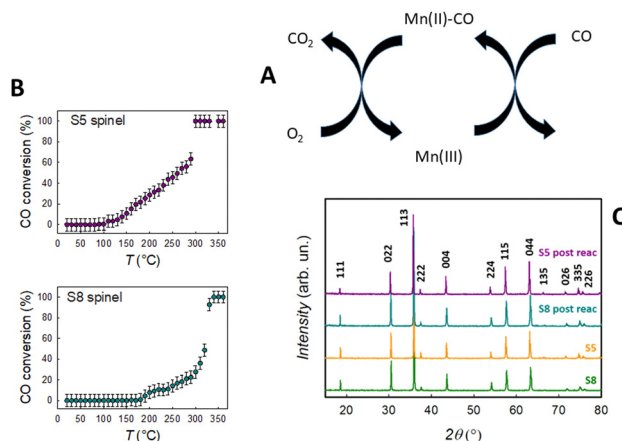 A
Mn(II)-CO
CO₂
CO
O₂
Mn(III)
B
S5 spinel
CO conversion (%)
100
80
60
40
20
0
50 100 150 200 250 300 350
T (°C)
S8 spinel
CO conversion (%)
100
80
60
40
20
0
50 100 150 200 250 300 350
T (°C)
C
Intensity (arb. un.)
111
022
113
222
004
224
115
044
135
026
335
226
S5 post reac
S8 post reac
S5
S8
20 30 40 50 60 70 80
2θ (°)